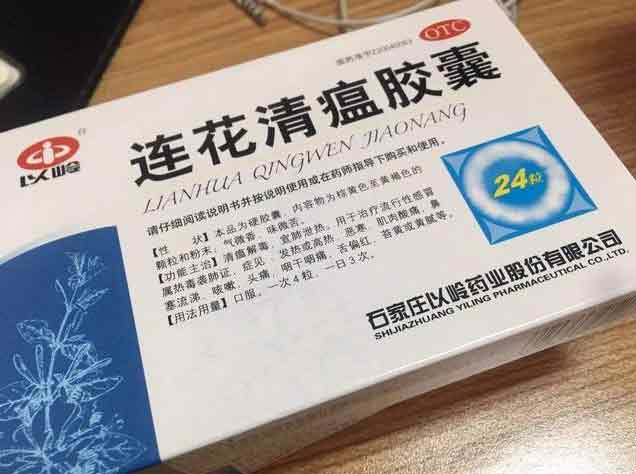 OTC
国药准字Z20040063
以岭
连花清瘟胶囊
LIANHUA QINGWEN JIAONANG
请仔细阅读说明书并按说明使用或在药师指导下购买和使用。
【性 状】本品为硬胶囊，内容物为棕黄色至黄褐色的
颗粒和粉末，气微香，味微苦。
【功能主治】清瘟解毒，宣肺泄热。用于治疗流行性感冒
属热毒袭肺证，症见：发热或高热，恶寒，肌肉酸痛，鼻
塞流涕，咳嗽，头痛，咽干咽痛，舌偏红，苔黄或黄腻等。
【用法用量】口服。一次4粒，一日3次。
24粒
石家庄以岭药业股份有限公司
SHIJIAZHUANG YILING PHARMACEUTICAL CO.,LTD.